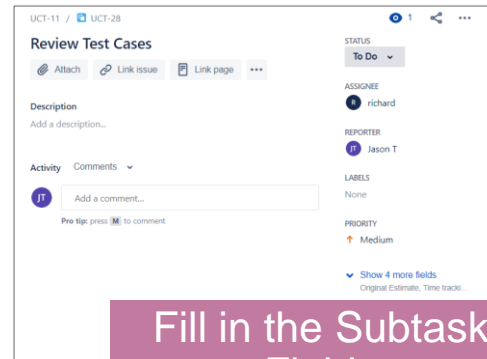 UCT-11 / UCT-28
1
Review Test Cases
Attach Link issue Link page
Description
Add a description...
Activity Comments
JT
Add a comment...
Pro tip: press M to comment
STATUS
To Do
ASSIGNEE
R richard
REPORTER
JT Jason T
LABELS
None
PRIORITY
Medium
Show 4 more fields
Original Estimate, Time tracki...
Fill in the Subtask